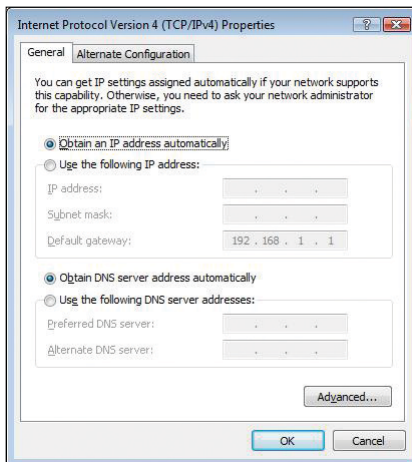 Internet Protocol Version 4 (TCP/IPv4) Properties
General
Alternate Configuration
You can get IP settings assigned automatically if your network supports
this capability. Otherwise, you need to ask your network administrator
for the appropriate IP settings.
Obtain an IP address automatically
Use the following IP address:
IP address: . . .
Subnet mask: . . .
Default gateway: 192 . 168 . 1 . 1
Obtain DNS server address automatically
Use the following DNS server addresses:
Preferred DNS server: . . .
Alternate DNS server: . . .
Advanced...
OK
Cancel